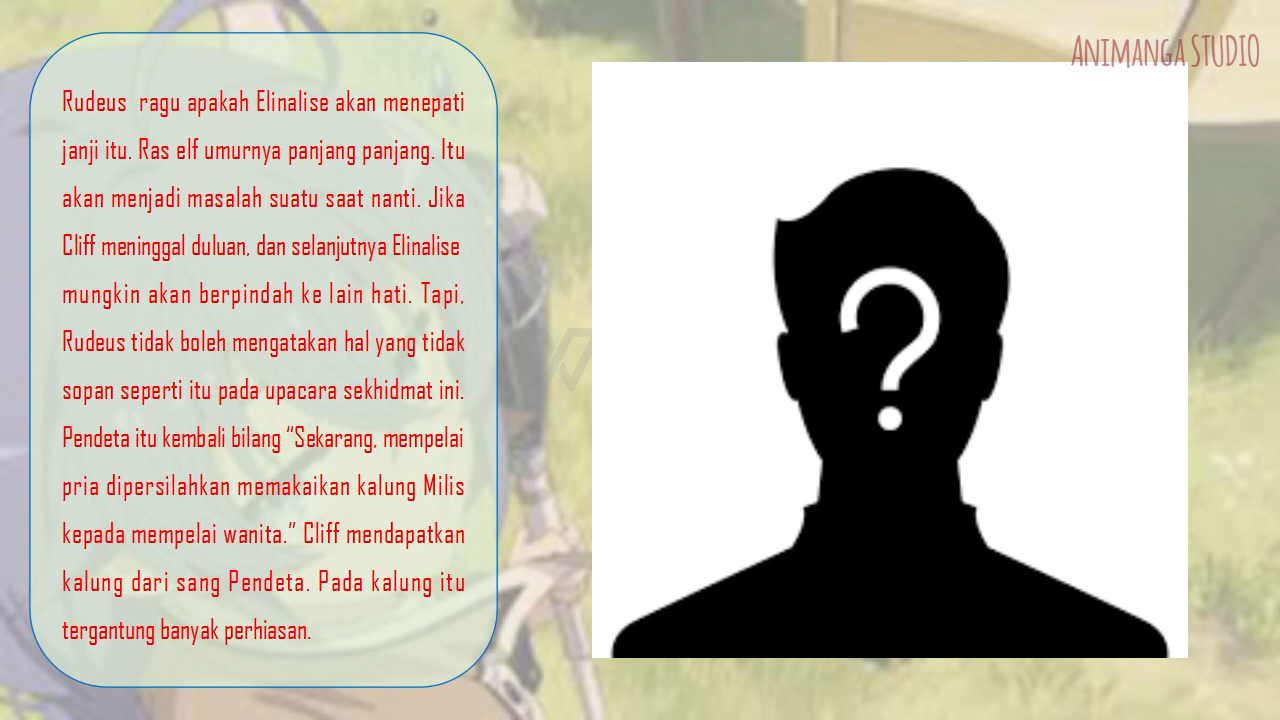 ANIMANGA STUDIO
Rudeus ragu apakah Elinalise akan menepati
janji itu. Ras elf umurnya panjang panjang. Itu
akan menjadi masalah suatu saat nanti. Jika
Cliff meninggal duluan, dan selanjutnya Elinalise
mungkin akan berpindah ke lain hati. Tapi,
Rudeus tidak boleh mengatakan hal yang tidak
sopan seperti itu pada upacara sekhidmat ini.
Pendeta itu kembali bilang “Sekarang, mempelai
pria dipersilahkan memakaikan kalung Milis
kepada mempelai wanita.” Cliff mendapatkan
kalung dari sang Pendeta. Pada kalung itu
tergantung banyak perhiasan.
?